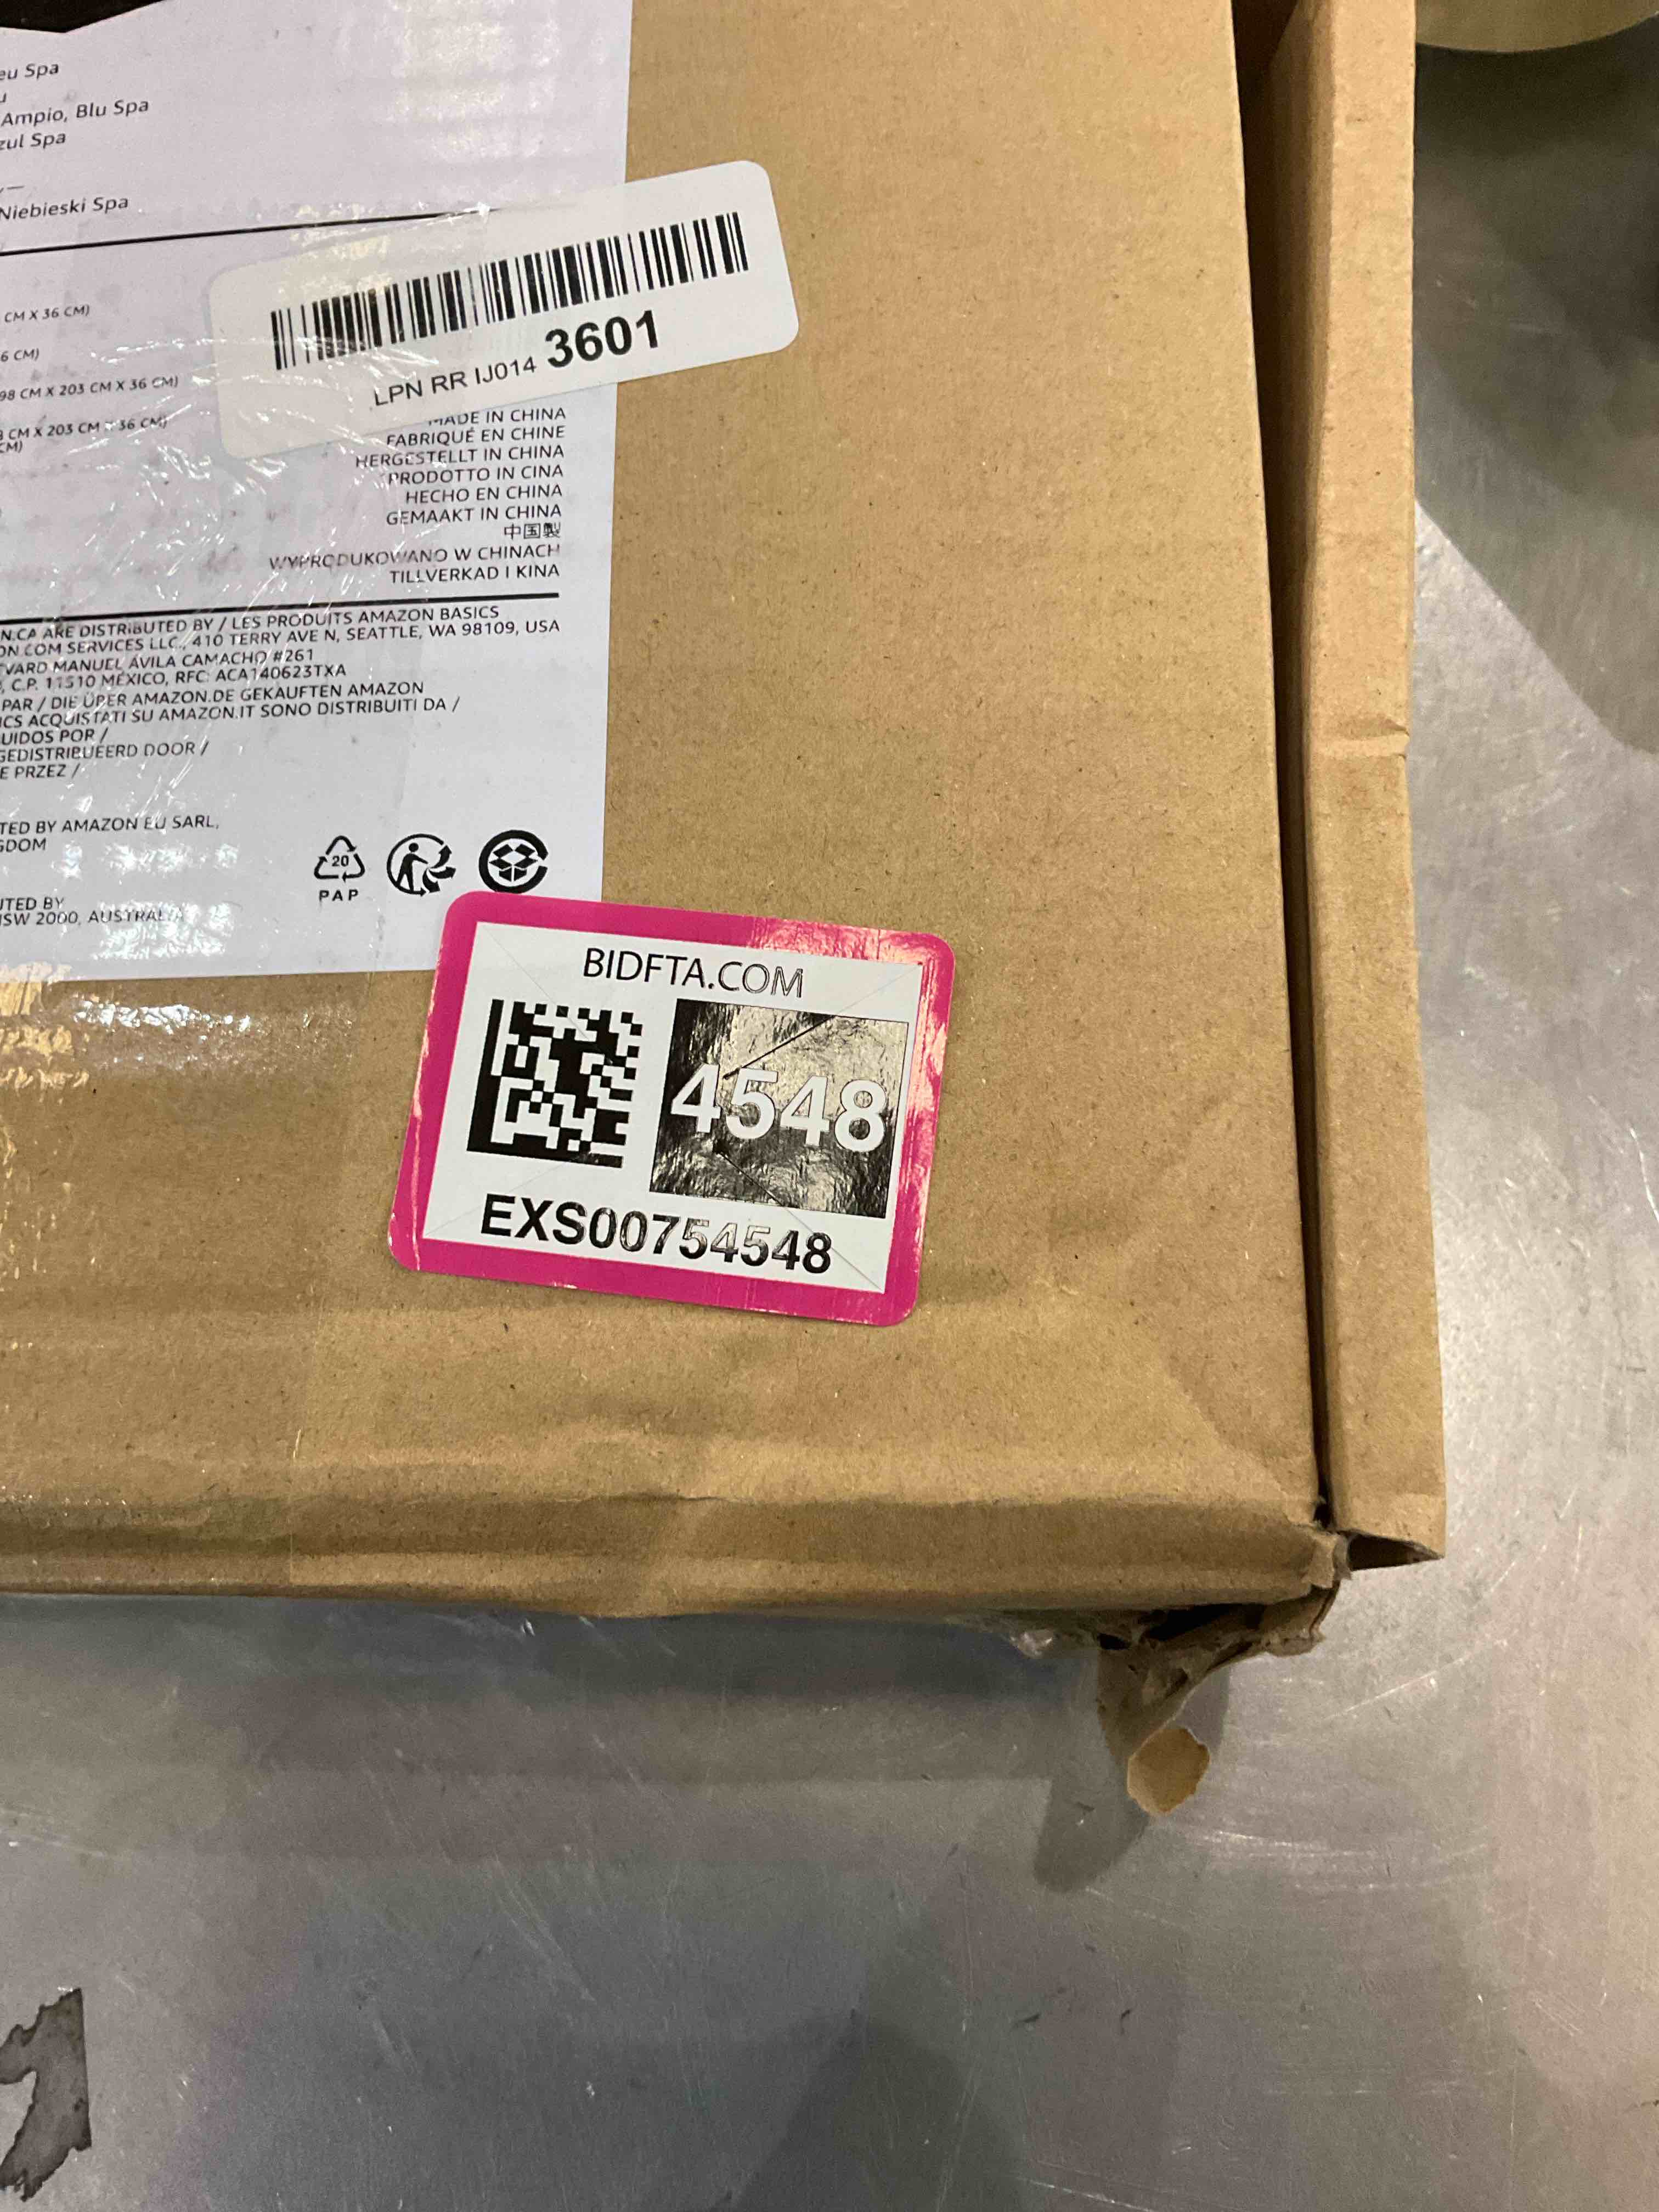 eu Spa
Ampio, Blu Spa
zul Spa
Niebieski Spa
CM X 36 CM)
6 CM)
98 CM X 203 CM X 36 CM)
CM X 203 CM X 36 CM)
CM)
LPN RR IJ014 3601
MADE IN CHINA
FABRIQUÉ EN CHINE
HERGESTELLT IN CHINA
PRODOTTO IN CINA
HECHO EN CHINA
GEMAAKT IN CHINA
中国製
WYPRODUKOWANO W CHINACH
TILLVERKAD I KINA
N.CA ARE DISTRIBUTED BY / LES PRODUITS AMAZON BASICS
ON COM SERVICES LLC., 410 TERRY AVE N, SEATTLE, WA 98109, USA
VARD MANUEL ÁVILA CAMACHO #261
, C.P. 11510 MÉXICO, RFC: ACA140623TXA
PAR / DIE ÜBER AMAZON.DE GEKAUFTEN AMAZON
ICS ACQUISTATI SU AMAZON.IT SONO DISTRIBUITI DA /
UIDOS POR /
GEDISTRIBUEERD DOOR /
E PRZEZ /
TED BY AMAZON EU SARL,
GDOM
UTED BY
NSW 2000, AUSTRALIA
20
PAP
BIDFTA.COM
4548
EXS00754548